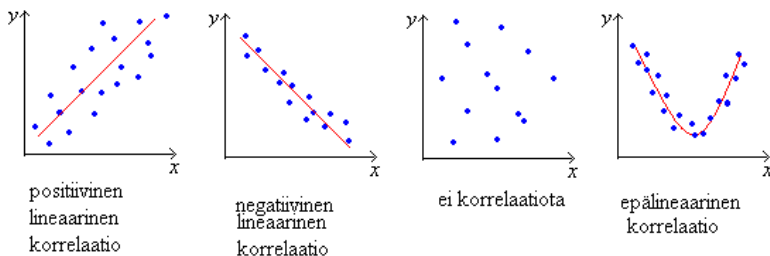 y
x
positiivinen
lineaarinen
korrelaatio
y
x
negatiivinen
lineaarinen
korrelaatio
y
x
ei korrelaatiota
y
x
epälineaarinen
korrelaatio